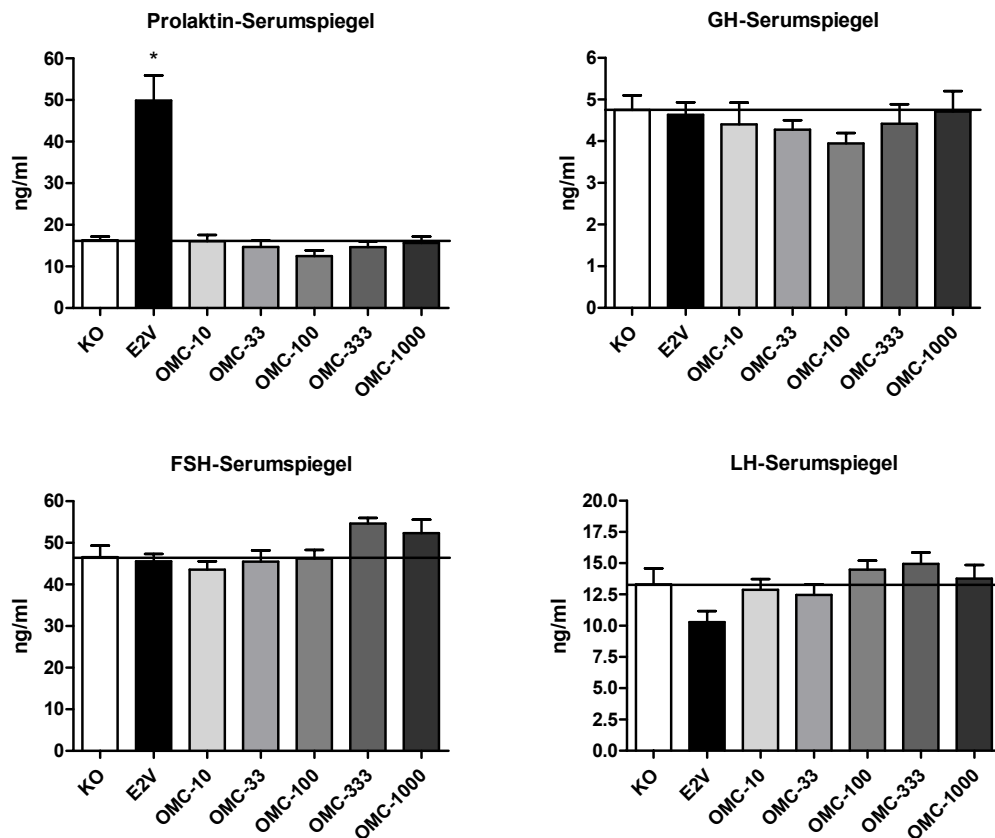 Prolaktin-Serumspiegel
*
60
50
40
30
20
10
0
ng/ml
KO
E2V
OMC-10
OMC-33
OMC-100
OMC-333
OMC-1000
GH-Serumspiegel
6
5
4
3
2
1
0
ng/ml
KO
E2V
OMC-10
OMC-33
OMC-100
OMC-333
OMC-1000
FSH-Serumspiegel
60
50
40
30
20
10
0
ng/ml
KO
E2V
OMC-10
OMC-33
OMC-100
OMC-333
OMC-1000
LH-Serumspiegel
20.0
17.5
15.0
12.5
10.0
7.5
5.0
2.5
0.0
ng/ml
KO
E2V
OMC-10
OMC-33
OMC-100
OMC-333
OMC-1000